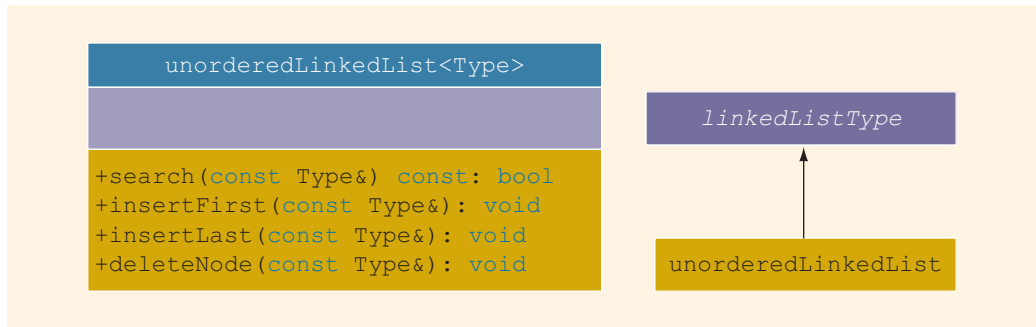 unorderedLinkedList<Type>
+search(const Type&) const: bool
+insertFirst(const Type&): void
+insertLast(const Type&): void
+deleteNode(const Type&): void
linkedListType
unorderedLinkedList